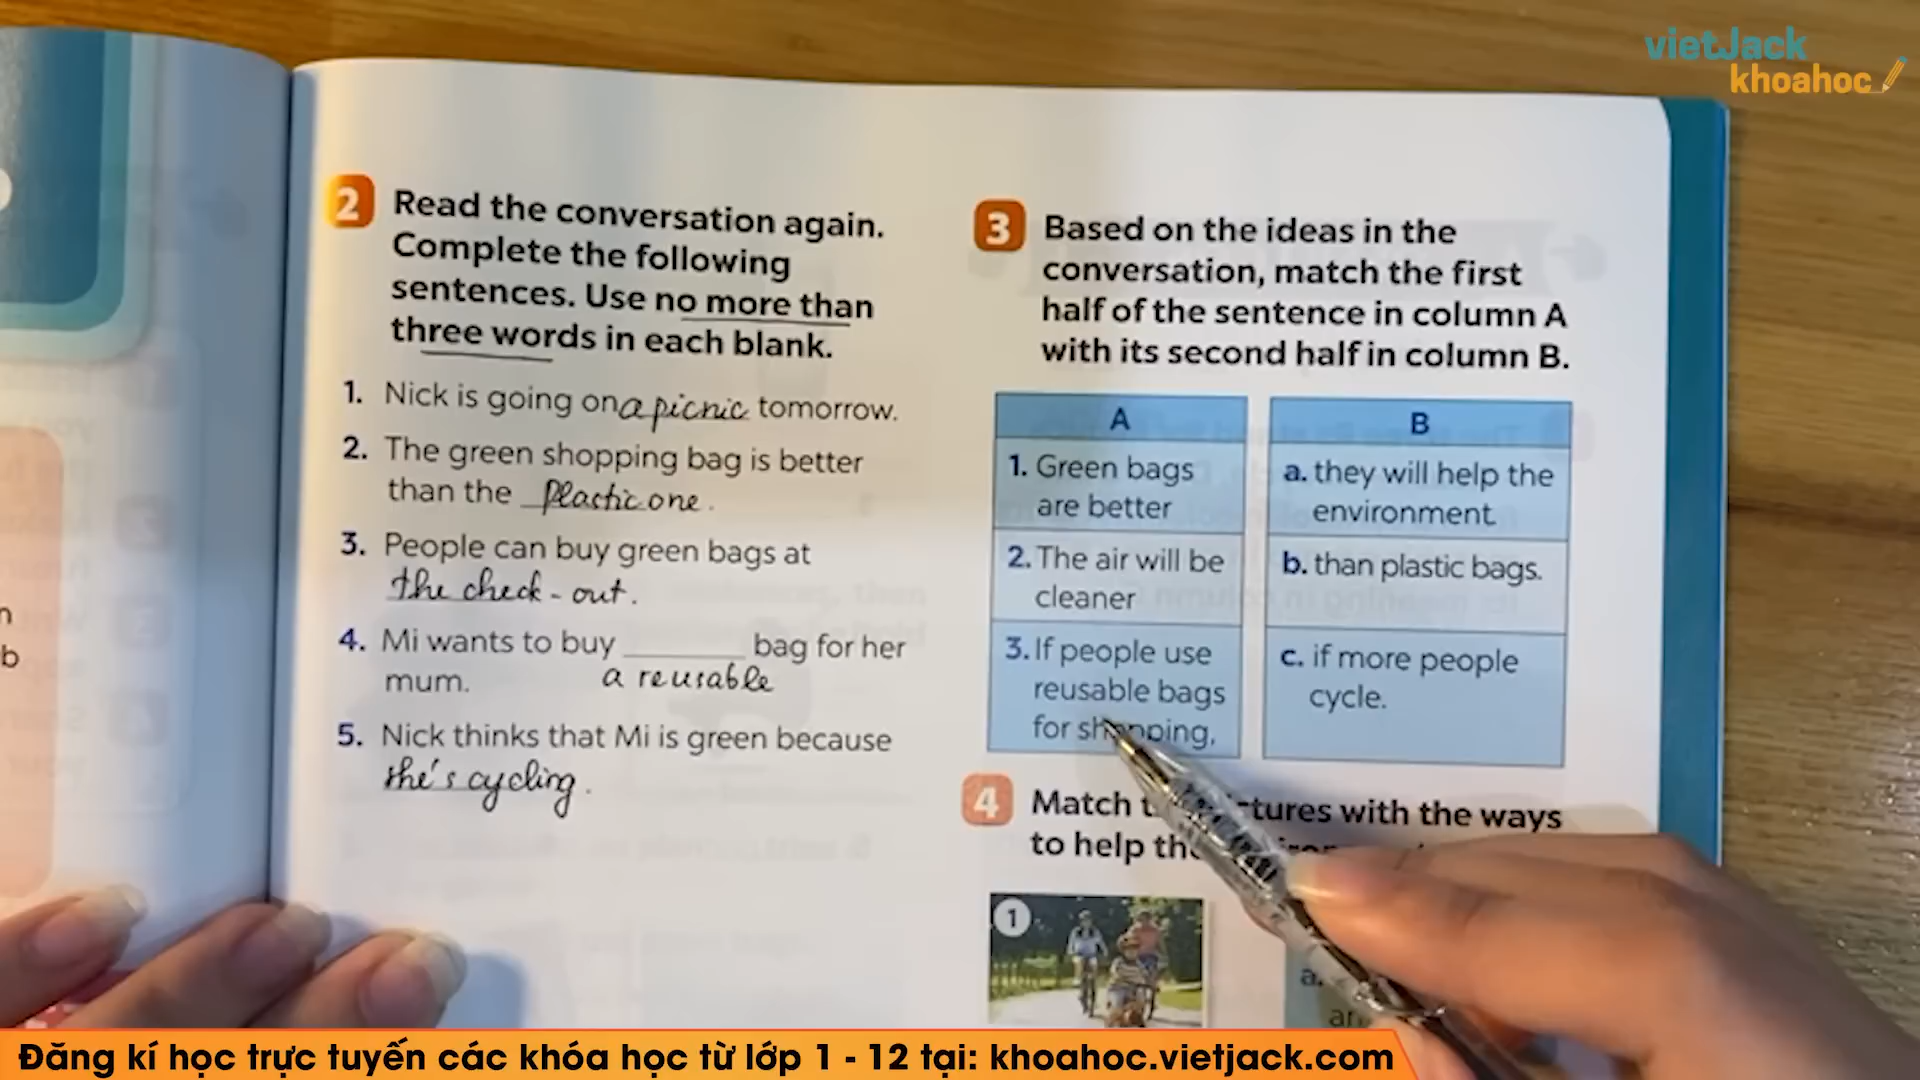 vietJack
khoahoc
2 Read the conversation again.
Complete the following
sentences. Use no more than
three words in each blank.
1. Nick is going on a picnic tomorrow.
2. The green shopping bag is better
than the plastic one.
3. People can buy green bags at
the check-out.
4. Mi wants to buy ________ bag for her
mum. a reusable
5. Nick thinks that Mi is green because
she's cycling.
3 Based on the ideas in the
conversation, match the first
half of the sentence in column A
with its second half in column B.
A
1. Green bags
are better
2. The air will be
cleaner
3. If people use
reusable bags
for shopping,
B
a. they will help the
environment.
b. than plastic bags.
c. if more people
cycle.
4 Match tures with the ways
to help
1
a.
n
b
Đăng kí học trực tuyến các khóa học từ lớp 1 - 12 tại: khoahoc.vietjack.com